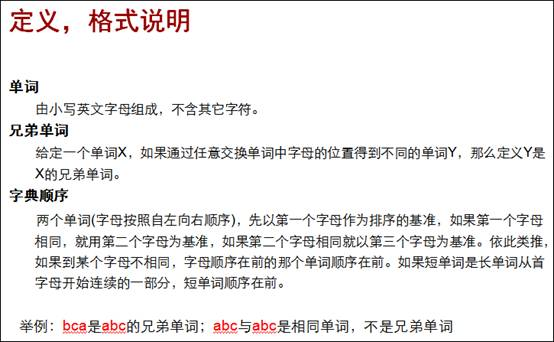 定义，格式说明
单词
由小写英文字母组成，不含其它字符。
兄弟单词
给定一个单词X，如果通过任意交换单词中字母的位置得到不同的单词Y，那么定义Y是
X的兄弟单词。
字典顺序
两个单词(字母按照自左向右顺序)，先以第一个字母作为排序的基准，如果第一个字母
相同，就用第二个字母为基准，如果第二个字母相同就以第三个字母为基准。依此类推，
如果到某个字母不相同，字母顺序在前的那个单词顺序在前。如果短单词是长单词从首
字母开始连续的一部分，短单词顺序在前。
举例：bca是abc的兄弟单词；abc与abc是相同单词，不是兄弟单词